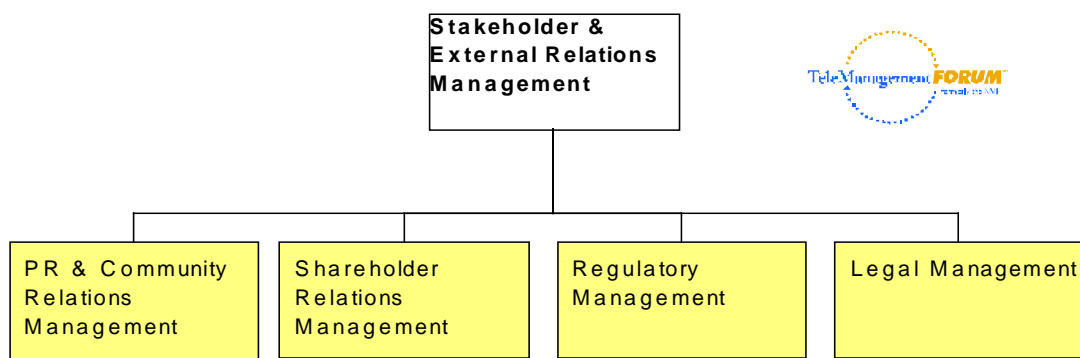 Stakeholder &
External Relations
Management
TeleManagement FORUM
PR & Community
Relations
Management
Shareholder
Relations
Management
Regulatory
Management
Legal Management